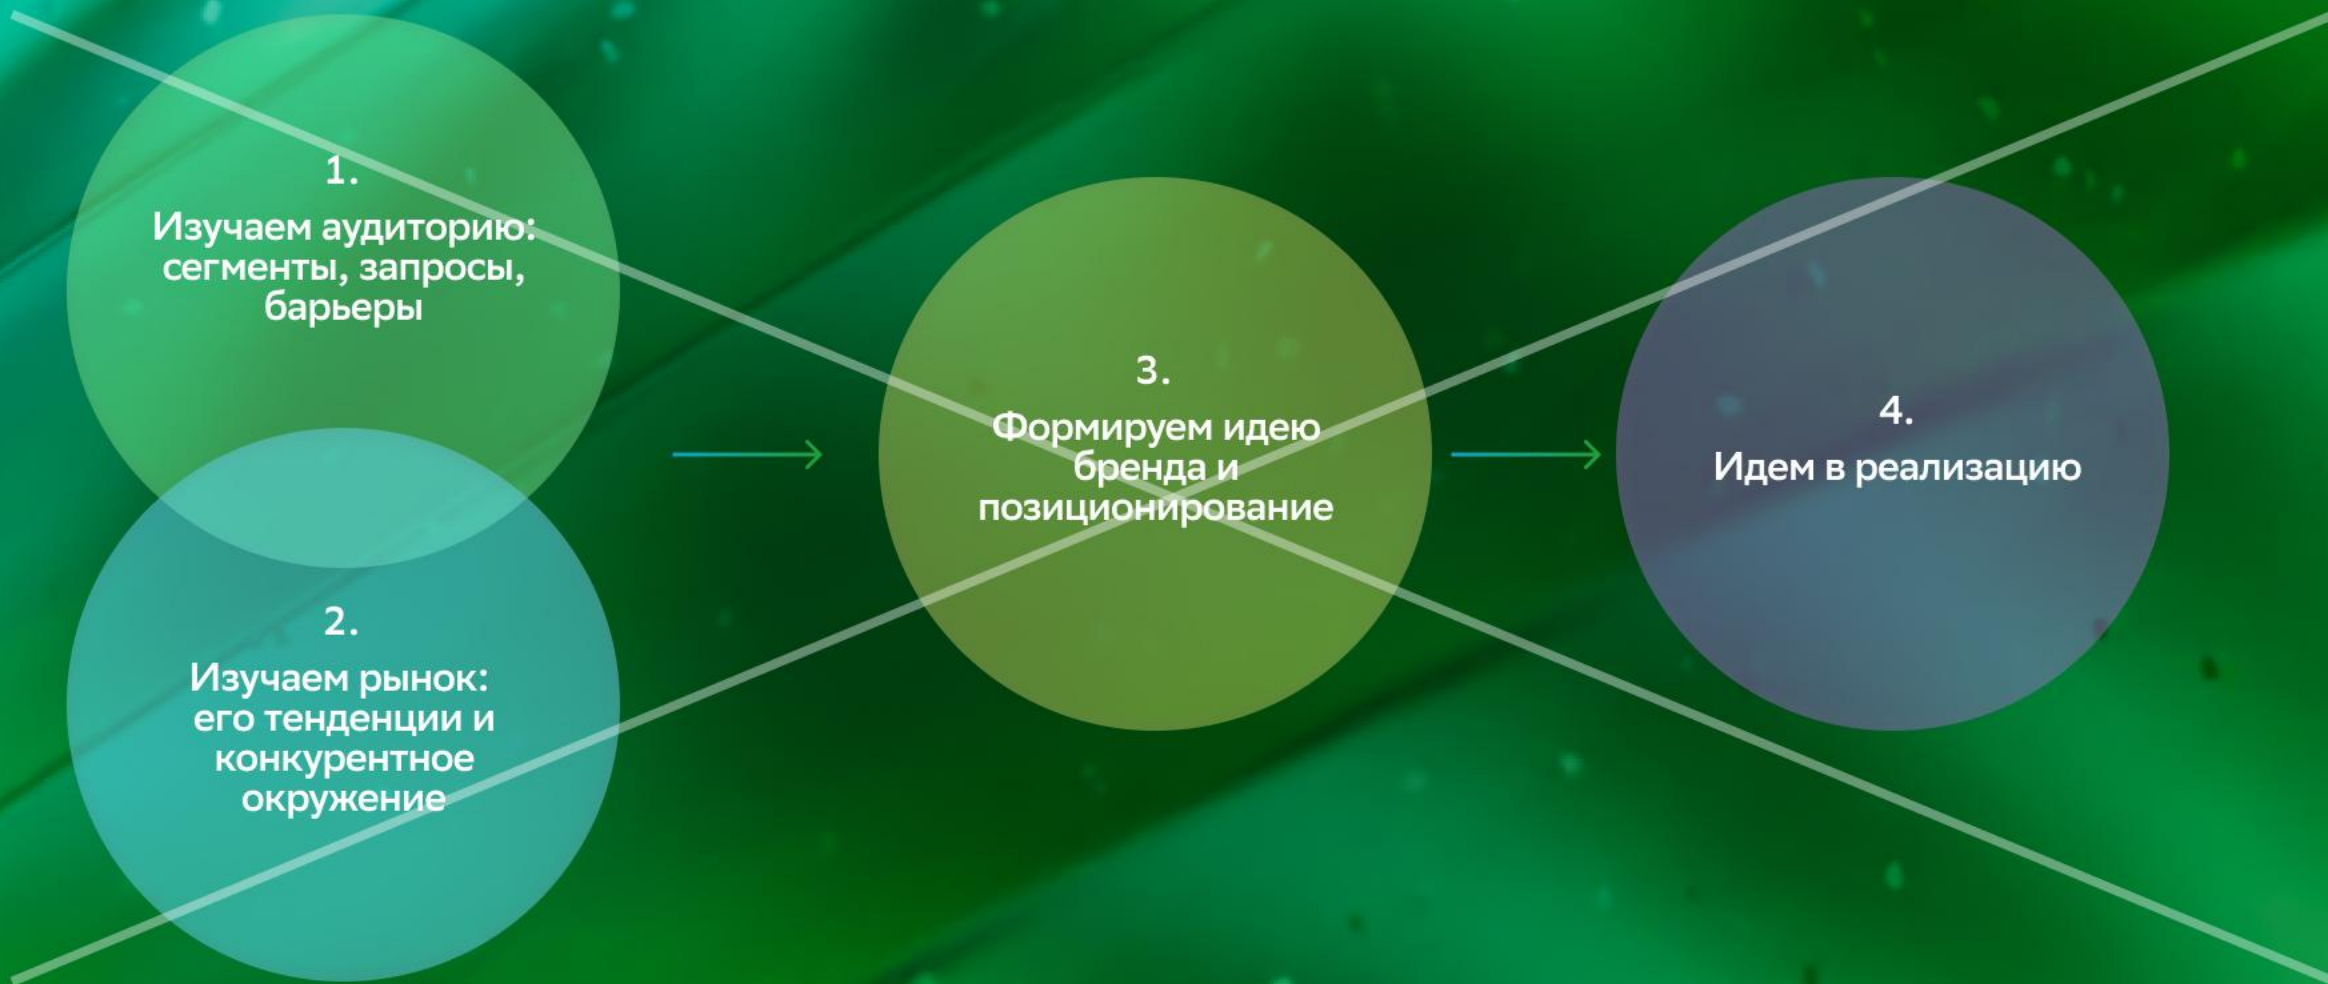 1.
Изучаем аудиторию:
сегменты, запросы,
барьеры
2.
Изучаем рынок:
его тенденции и
конкурентное
окружение
3.
Формируем идею
бренда и
позиционирование
4.
Идем в реализацию